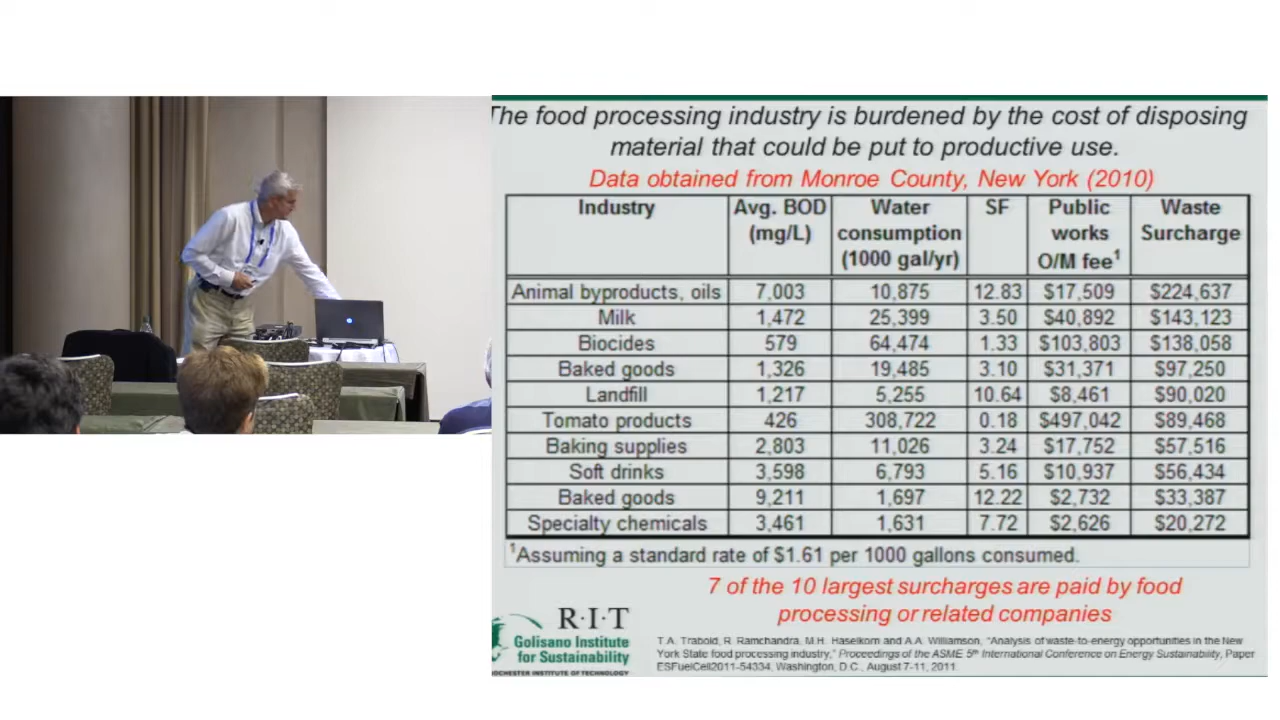 The food processing industry is burdened by the cost of disposing
material that could be put to productive use.
Data obtained from Monroe County, New York (2010)
Industry Avg. BOD (mg/L) Water consumption (1000 gal/yr) SF Public works O/M fee1 Waste Surcharge
Animal byproducts, oils 7,003 10,875 12.83 $17,509 $224,637
Milk 1,472 25,399 3.50 $40,892 $143,123
Biocides 579 64,474 1.33 $103,803 $138,058
Baked goods 1,326 19,485 3.10 $31,371 $97,250
Landfill 1,217 5,255 10.64 $8,461 $90,020
Tomato products 426 308,722 0.18 $497,042 $89,468
Baking supplies 2,803 11,026 3.24 $17,752 $57,516
Soft drinks 3,598 6,793 5.16 $10,937 $56,434
Baked goods 9,211 1,697 12.22 $2,732 $33,387
Specialty chemicals 3,461 1,631 7.72 $2,626 $20,272
1Assuming a standard rate of $1.61 per 1000 gallons consumed.
7 of the 10 largest surcharges are paid by food
processing or related companies
R·I·T
Golisano Institute
for Sustainability
ROCHESTER INSTITUTE OF TECHNOLOGY
T.A. Trabold, R. Ramchandra, M.H. Haselkorn and A.A. Williamson, "Analysis of waste-to-energy opportunities in the New
York State food processing industry," Proceedings of the ASME 5th International Conference on Energy Sustainability, Paper
ESFuelCell2011-54334, Washington, D.C., August 7-11, 2011.